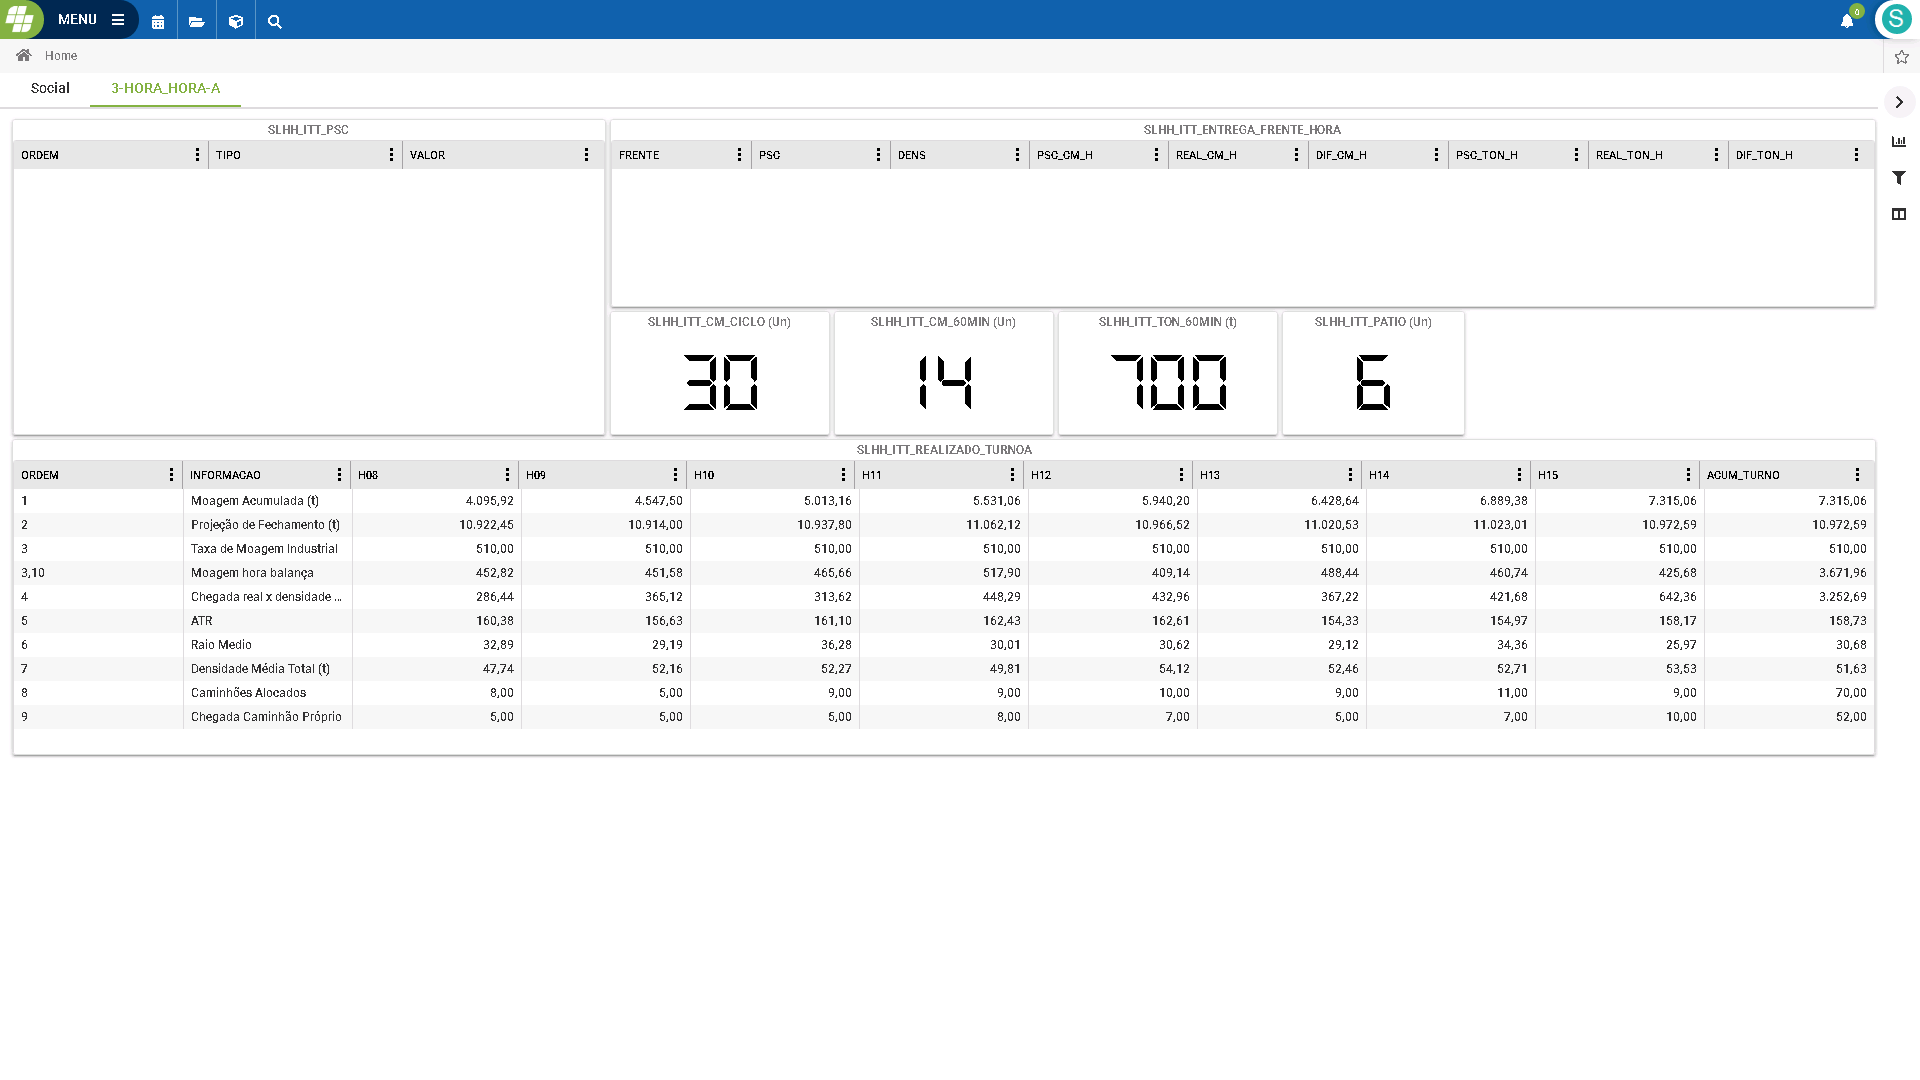 MENU
0
S
Home
Social 3-HORA_HORA-A
SLHH_ITT_PSC
ORDEM TIPO VALOR
SLHH_ITT_ENTREGA_FRENTE_HORA
FRENTE PSC DENS PSC_CM_H REAL_CM_H DIF_CM_H PSC_TON_H REAL_TON_H DIF_TON_H
SLHH_ITT_CM_CICLO (Un)
30
SLHH_ITT_CM_60MIN (Un)
14
SLHH_ITT_TON_60MIN (t)
700
SLHH_ITT_PATIO (Un)
6
SLHH_ITT_REALIZADO_TURNOA
ORDEM INFORMACAO H08 H09 H10 H11 H12 H13 H14 H15 ACUM_TURNO
1 Moagem Acumulada (t) 4.095,92 4.547,50 5.013,16 5.531,06 5.940,20 6.428,64 6.889,38 7.315,06 7.315,06
2 Projeção de Fechamento (t) 10.922,45 10.914,00 10.937,80 11.062,12 10.966,52 11.020,53 11.023,01 10.972,59 10.972,59
3 Taxa de Moagem Industrial 510,00 510,00 510,00 510,00 510,00 510,00 510,00 510,00 510,00
3,10 Moagem hora balança 452,82 451,58 465,66 517,90 409,14 488,44 460,74 425,68 3.671,96
4 Chegada real x densidade ... 286,44 365,12 313,62 448,29 432,96 367,22 421,68 642,36 3.252,69
5 ATR 160,38 156,63 161,10 162,43 162,61 154,33 154,97 158,17 158,73
6 Raio Medio 32,89 29,19 36,28 30,01 30,62 29,12 34,36 25,97 30,68
7 Densidade Média Total (t) 47,74 52,16 52,27 49,81 54,12 52,46 52,71 53,53 51,63
8 Caminhões Alocados 8,00 5,00 9,00 9,00 10,00 9,00 11,00 9,00 70,00
9 Chegada Caminhão Próprio 5,00 5,00 5,00 8,00 7,00 5,00 7,00 10,00 52,00